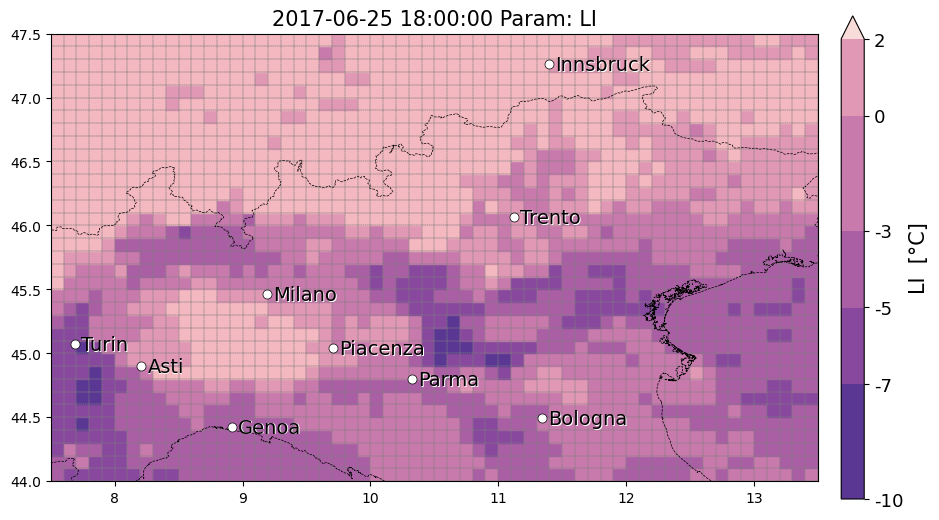 2017-06-25 18:00:00 Param: LI
47.5
47.0
46.5
46.0
45.5
45.0
44.5
44.0
8
9
10
11
12
13
Innsbruck
Trento
Milano
Turin
Asti
Piacenza
Parma
Genoa
Bologna
2
0
-3
-5
-7
-10
LI [°C]